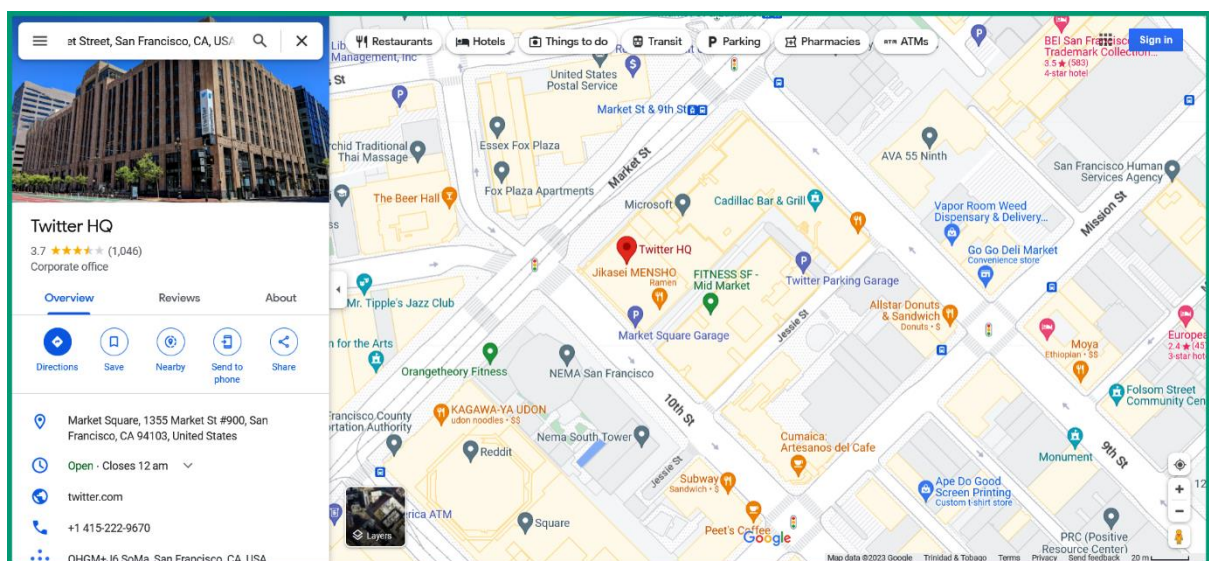 et Street, San Francisco, CA, USA
Twitter HQ
3.7 (1,046)
Corporate office
Overview Reviews About
Directions Save Nearby Send to phone Share
Market Square, 1355 Market St #900, San
Francisco, CA 94103, United States
Open · Closes 12 am
twitter.com
+1 415-222-9670
QHGM+J6 SoMa, San Francisco, CA, USA
Restaurants Hotels Things to do Transit Parking Pharmacies ATMs
Sign in
Management, Inc
St
United States
Postal Service
BEI San Francisco
Trademark Collection...
3.5 (583)
4-star hotel
Market St & 9th St
Essex Fox Plaza
rchid Traditional
Thai Massage
Market St
AVA 55 Ninth
San Francisco Human
Services Agency
Fox Plaza Apartments
The Beer Hall
Microsoft
Cadillac Bar & Grill
Vapor Room Weed
Dispensary & Delivery...
Mission St
ss
Twitter HQ
Go Go Deli Market
Convenience store
Jikasei MENSHO
Ramen
FITNESS SF -
Mid Market
Twitter Parking Garage
Mr. Tipple's Jazz Club
Market Square Garage
Jessie St
Allstar Donuts
& Sandwich
Donuts · $
n for the Arts
Moya
Ethiopian · $$
Europea
2.4 (45
3-star hot
Orangetheory Fitness
NEMA San Francisco
Folsom Street
Community Cen
10th St
rancisco County
rtation Authority
KAGAWA-YA UDON
udon noodles · $$
Nema South Tower
Reddit
Cumaica:
Artesanos del Cafe
Monument
9th St
Jessie St
Subway
Sandwich · $
Ape Do Good
Screen Printing
Custom t-shirt store
12
erica ATM
Square
Peet's Coffee
PRC (Positive
Resource Center)
Layers
Google
Map data ©2023 Google Trinidad & Tobago Terms Privacy Send feedback 20 m